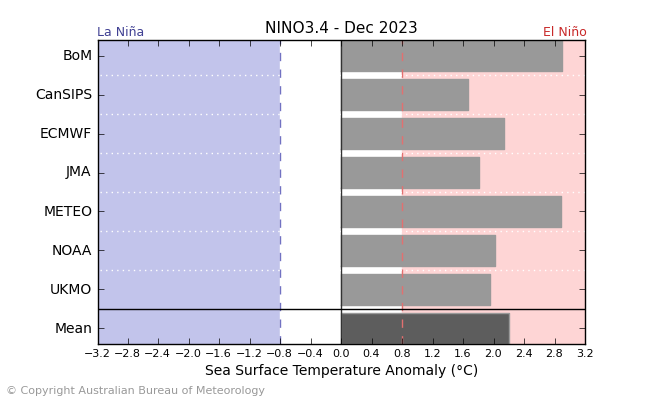 NINO3.4 - Dec 2023
La Niña
El Niño
BoM
CanSIPS
ECMWF
JMA
METEO
NOAA
UKMO
Mean
−3.2 −2.8 −2.4 −2.0 −1.6 −1.2 −0.8 −0.4 0.0 0.4 0.8 1.2 1.6 2.0 2.4 2.8 3.2
Sea Surface Temperature Anomaly (°C)
© Copyright Australian Bureau of Meteorology